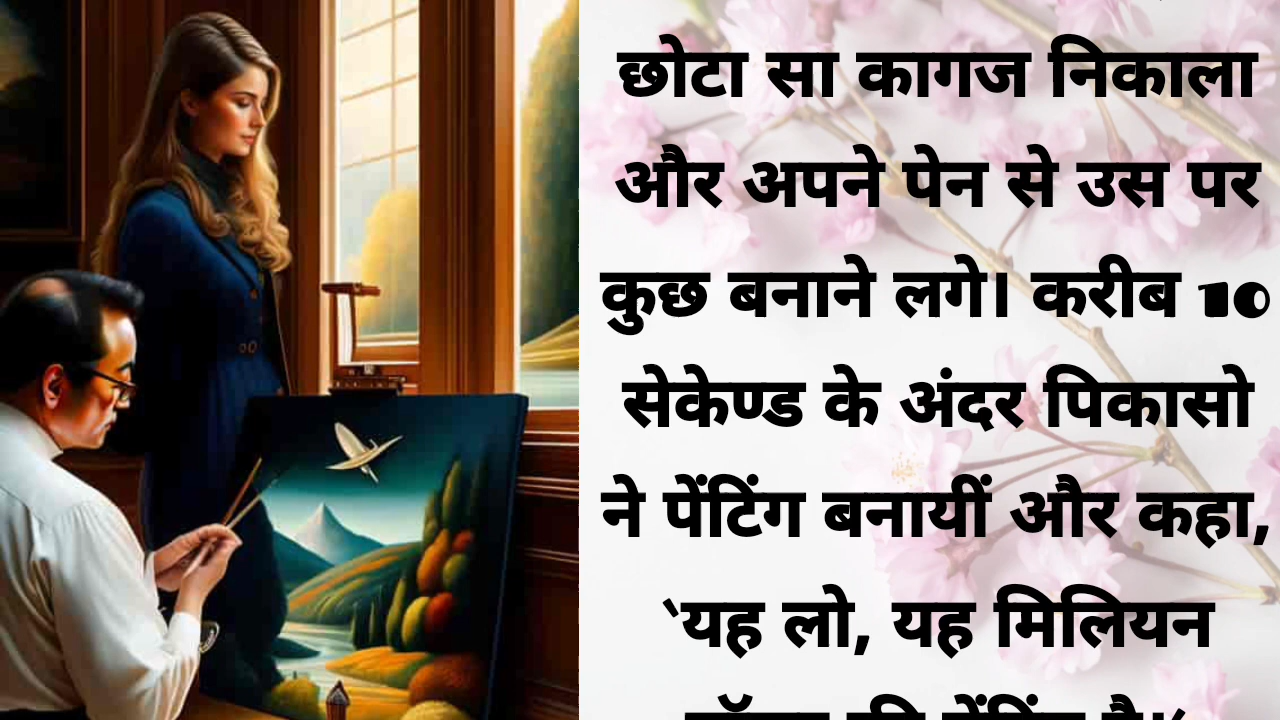 छोटा सा कागज निकाला
और अपने पेन से उस पर
कुछ बनाने लगे। करीब 10
सेकेण्ड के अंदर पिकासो
ने पेंटिंग बनायीं और कहा,
‵यह लो, यह मिलियन